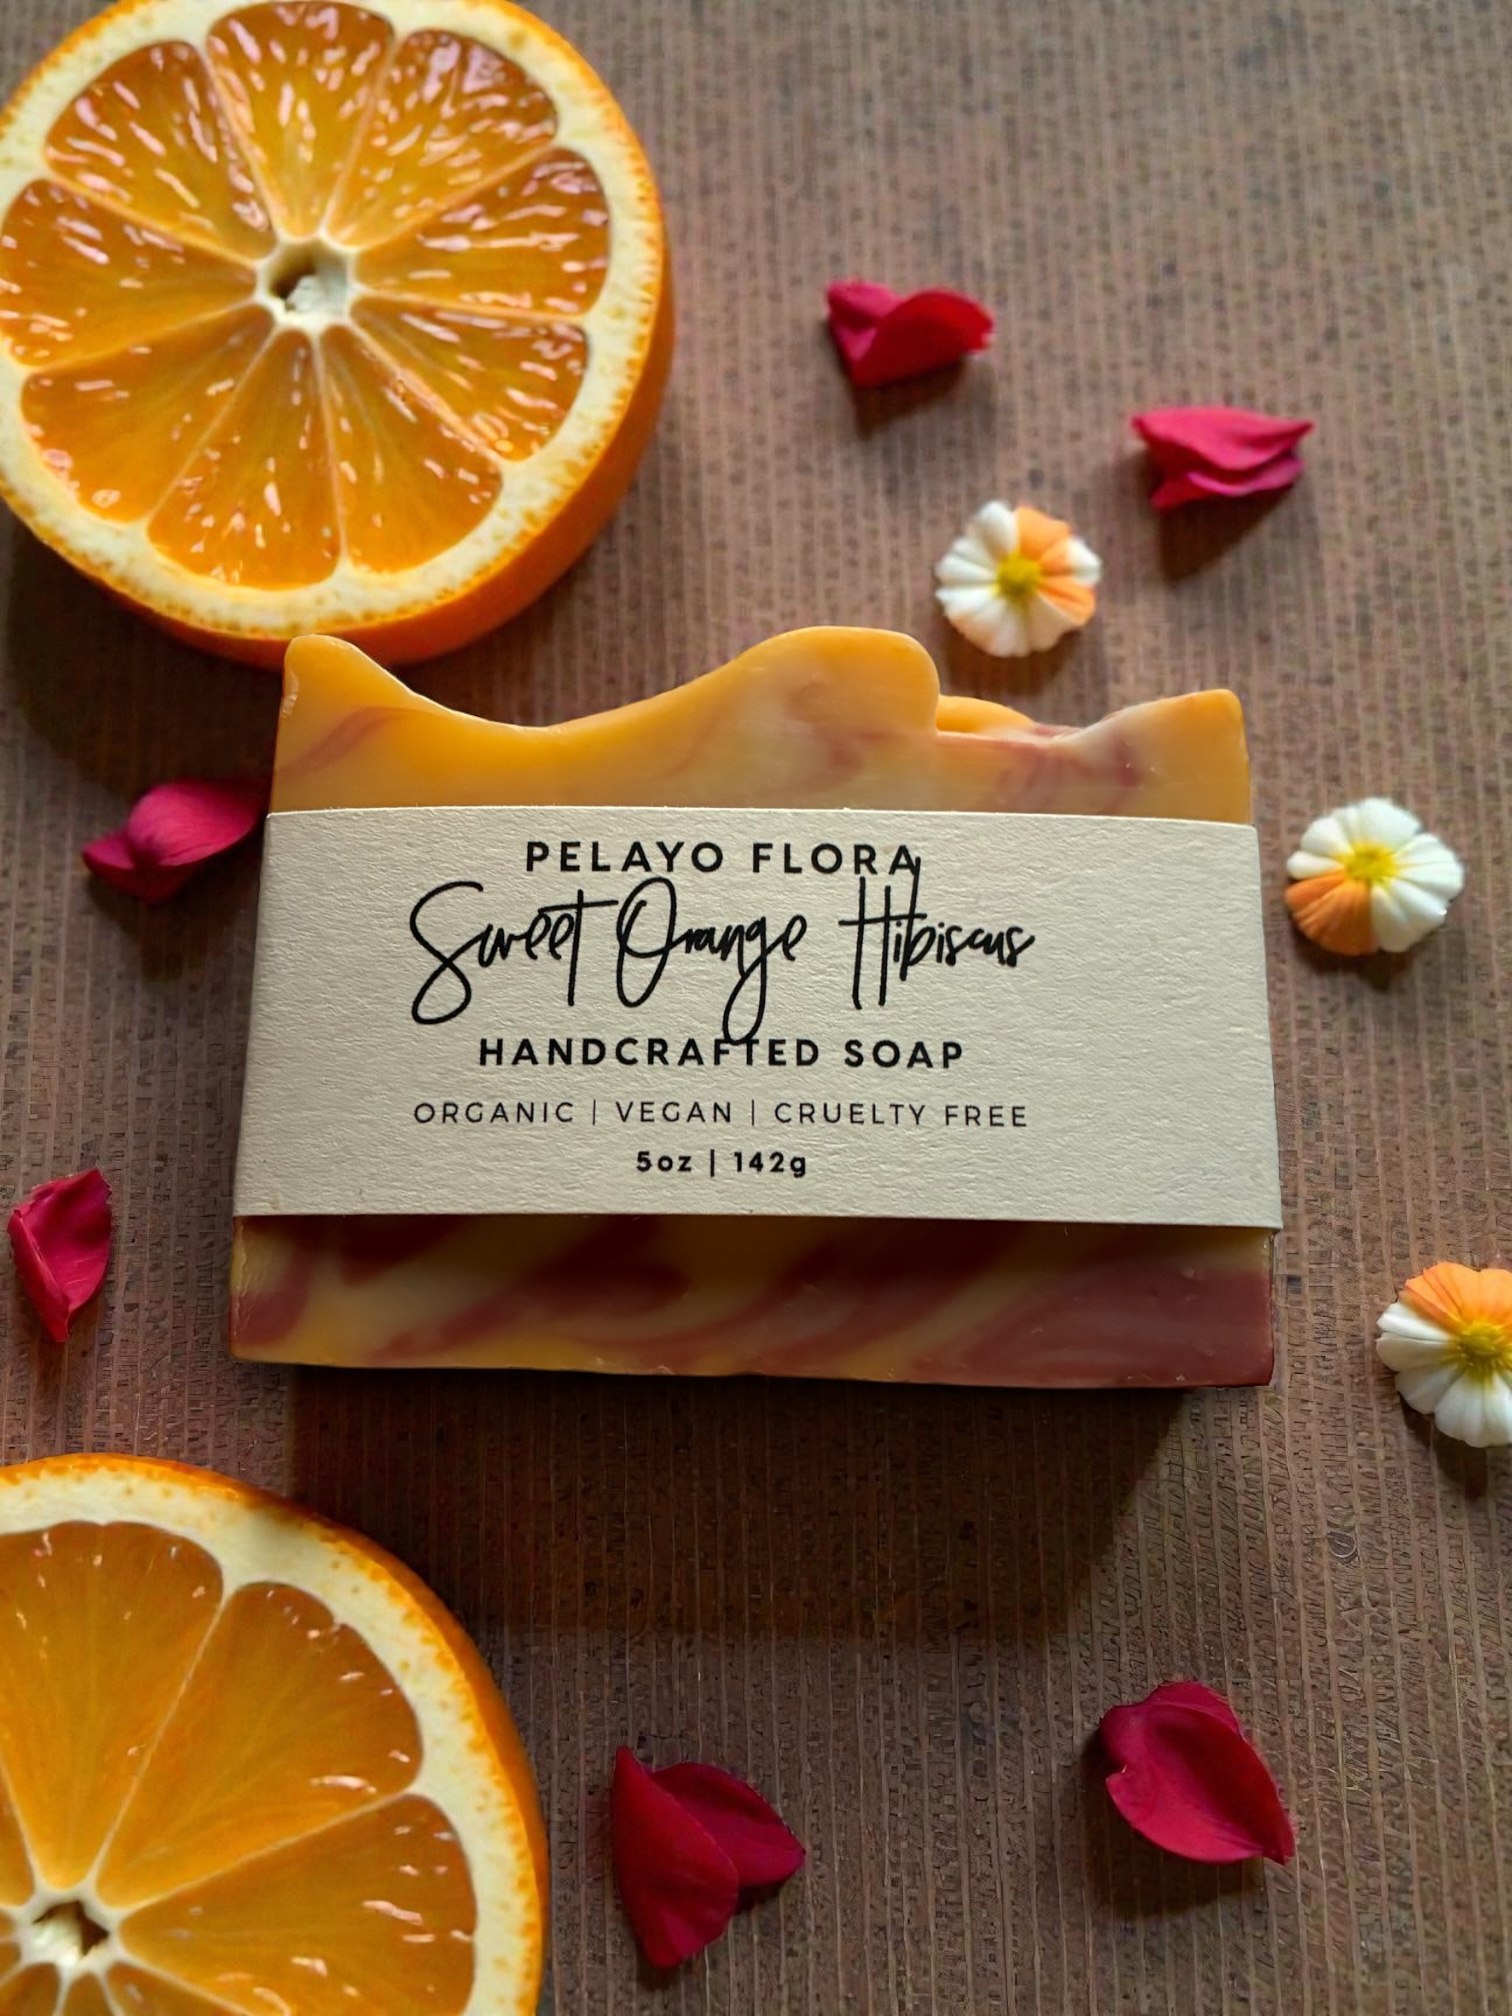 PELAYO FLORA
Sweet Orange Hibiscus
HANDCRAFTED SOAP
ORGANIC | VEGAN | CRUELTY FREE
5oz | 142g